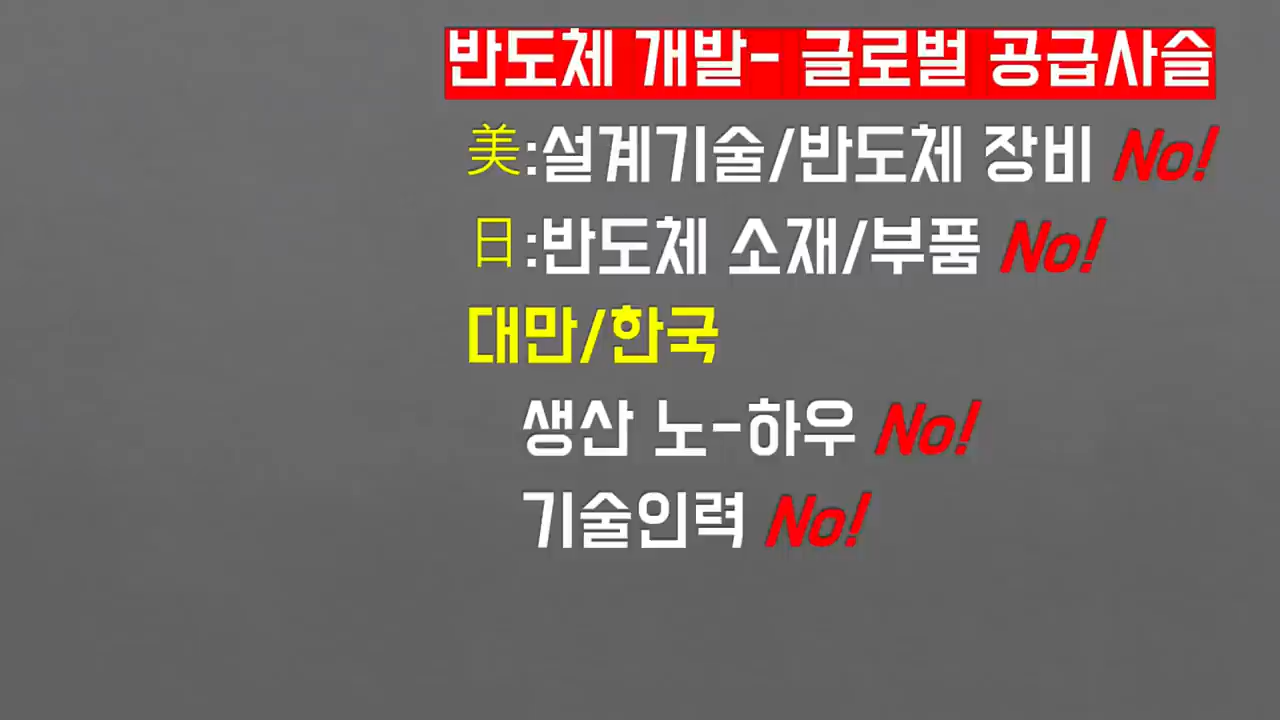 반도체 개발- 글로벌 공급사슬
美:설계기술/반도체 장비 No!
日:반도체 소재/부품 No!
대만/한국
생산 노-하우 No!
기술인력 No!